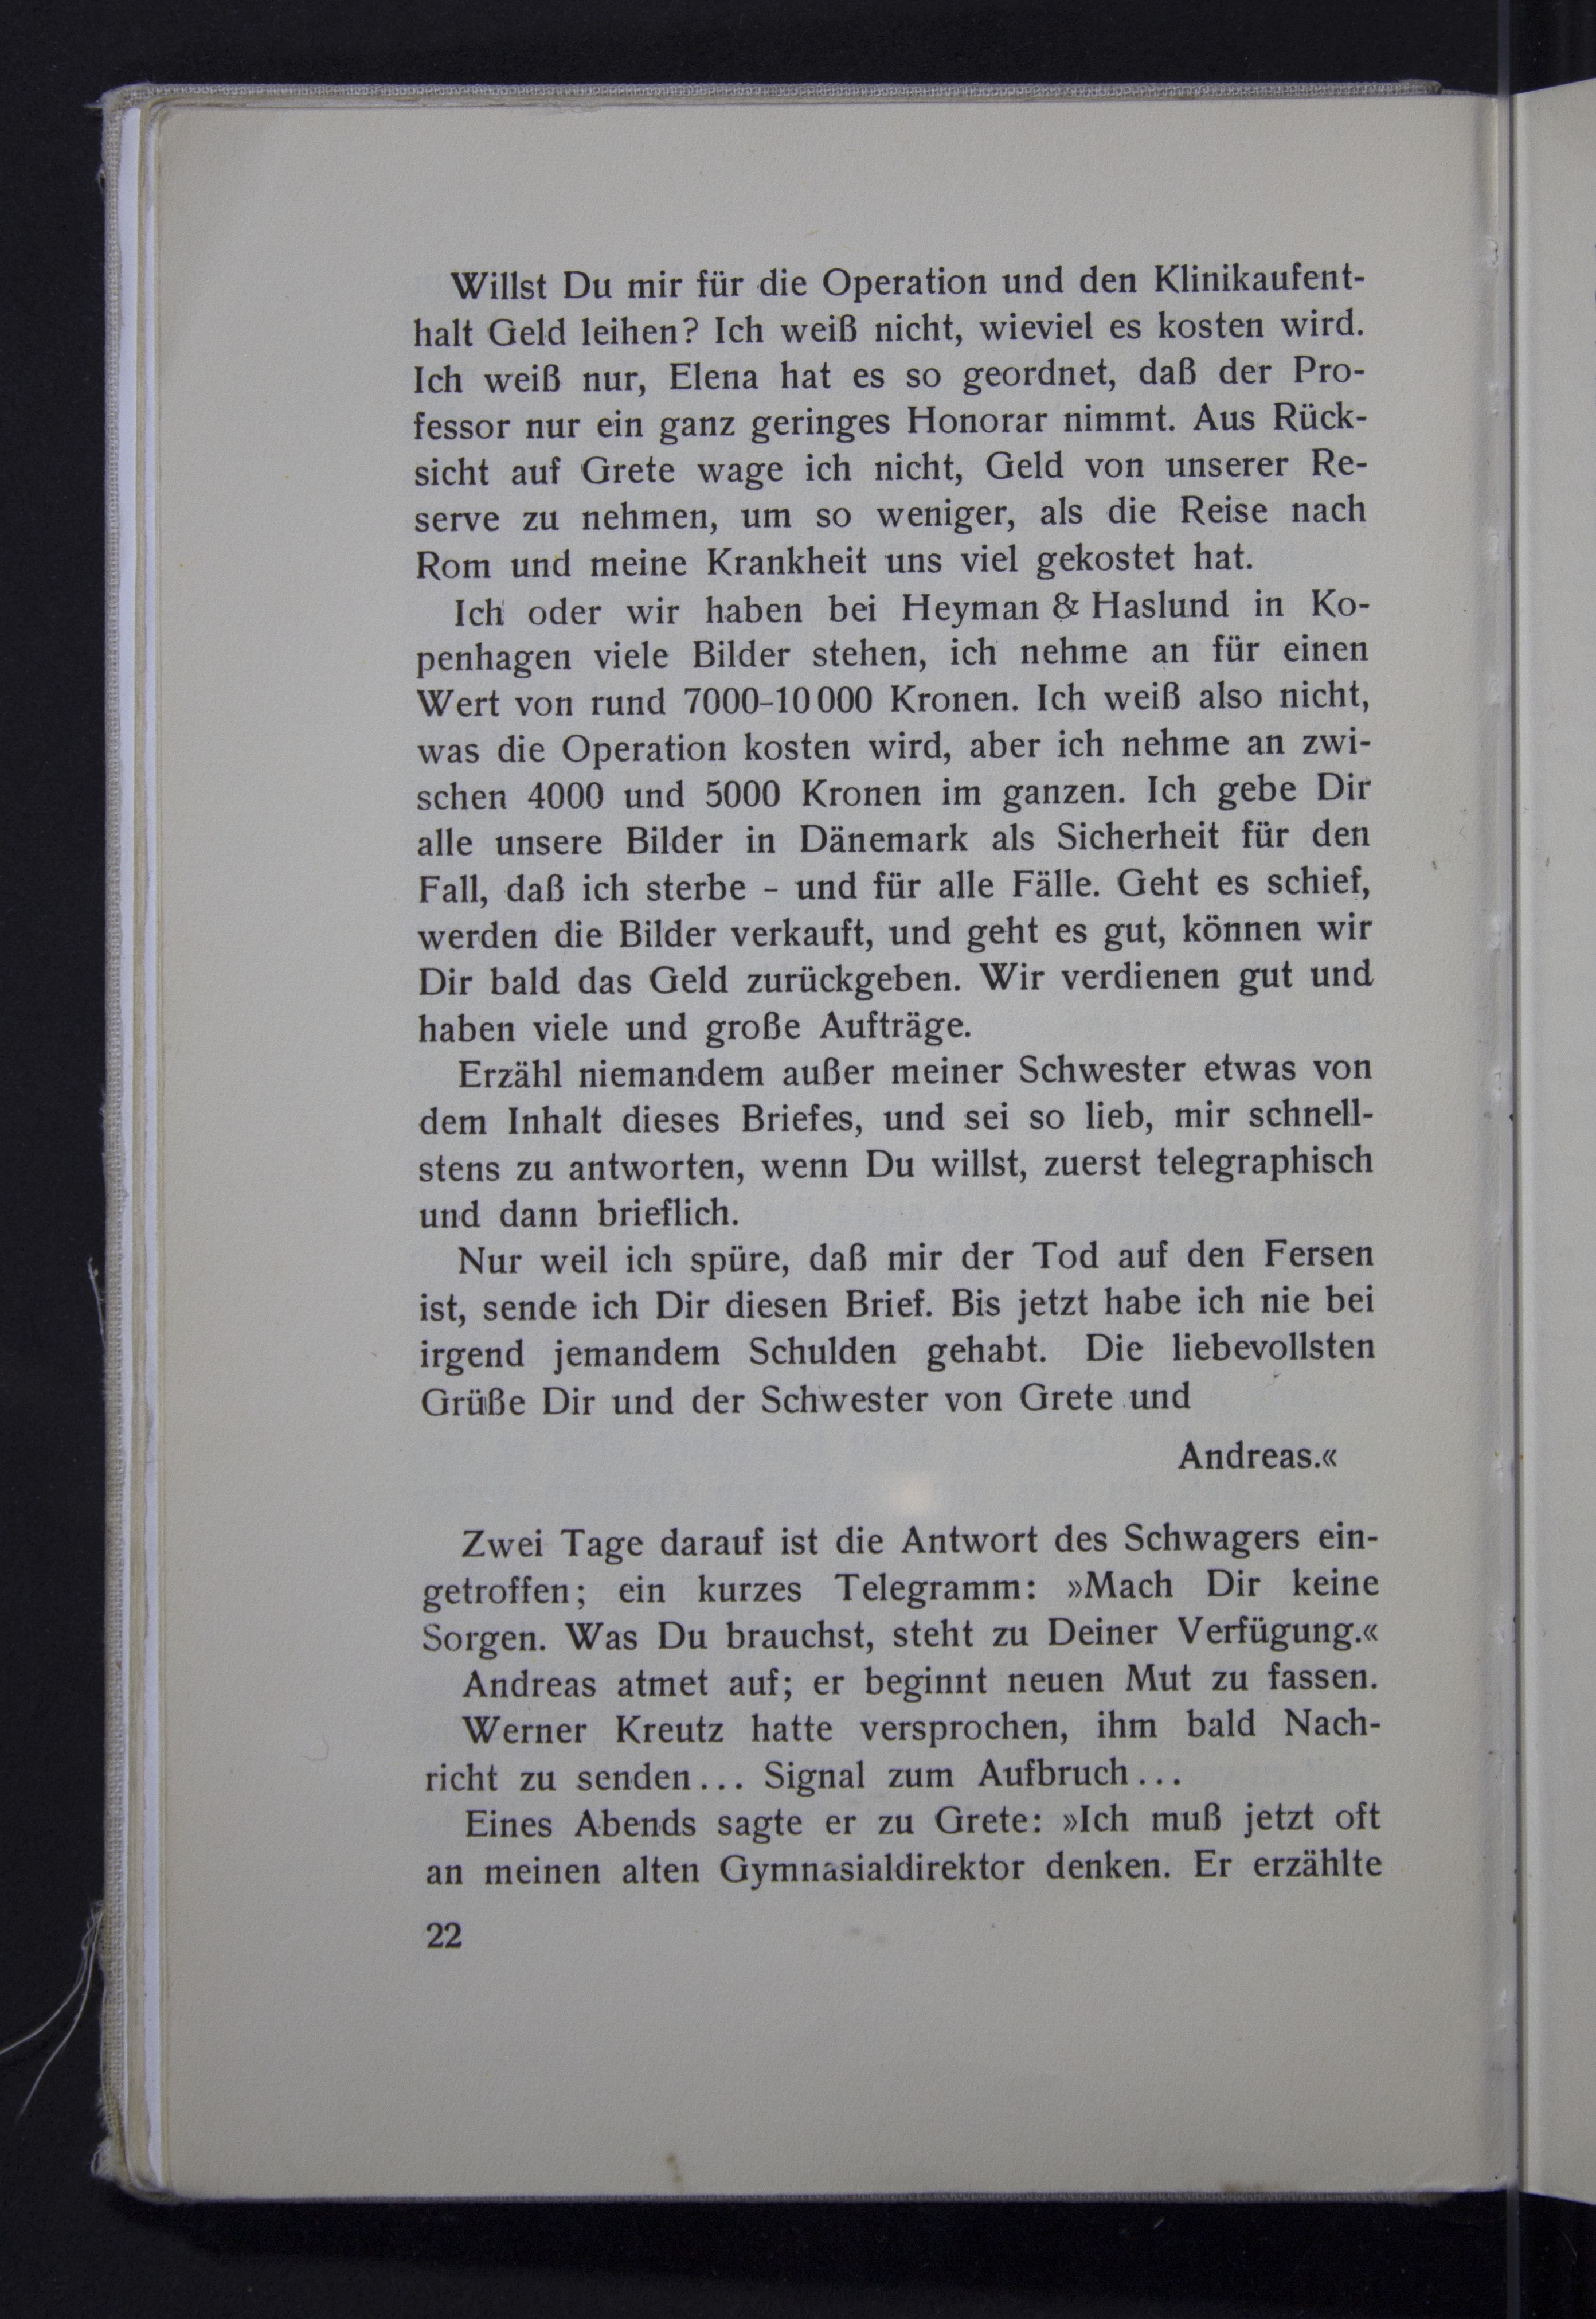 Willst Du mir für die Operation und den Klinikaufent-
halt Geld leihen? Ich weiß nicht, wieviel es kosten wird.
Ich weiß nur, Elena hat es so geordnet, daß der Pro-
fessor nur ein ganz geringes Honorar nimmt. Aus Rück-
sicht auf Grete wage ich nicht, Geld von unserer Re-
serve zu nehmen, um so weniger, als die Reise nach
Rom und meine Krankheit uns viel gekostet hat.
Ich oder wir haben bei Heyman & Haslund in Ko-
penhagen viele Bilder stehen, ich nehme an für einen
Wert von rund 7000–10 000 Kronen. Ich weiß also nicht,
was die Operation kosten wird, aber ich nehme an zwi-
schen 4000 und 5000 Kronen im ganzen. Ich gebe Dir
alle unsere Bilder in Dänemark als Sicherheit für den
Fall, daß ich sterbe – und für alle Fälle. Geht es schief,
werden die Bilder verkauft, und geht es gut, können wir
Dir bald das Geld zurückgeben. Wir verdienen gut und
haben viele und große Aufträge.
Erzähl niemandem außer meiner Schwester etwas von
dem Inhalt dieses Briefes, und sei so lieb, mir schnell-
stens zu antworten, wenn Du willst, zuerst telegraphisch
und dann brieflich.
Nur weil ich spüre, daß mir der Tod auf den Fersen
ist, sende ich Dir diesen Brief. Bis jetzt habe ich nie bei
irgend jemandem Schulden gehabt. Die liebevollsten
Grüße Dir und der Schwester von Grete und
Andreas.«
Zwei Tage darauf ist die Antwort des Schwagers ein-
getroffen; ein kurzes Telegramm: »Mach Dir keine
Sorgen. Was Du brauchst, steht zu Deiner Verfügung.«
Andreas atmet auf; er beginnt neuen Mut zu fassen.
Werner Kreutz hatte versprochen, ihm bald Nach-
richt zu senden... Signal zum Aufbruch...
Eines Abends sagte er zu Grete: »Ich muß jetzt oft
an meinen alten Gymnasialdirektor denken. Er erzählte
22